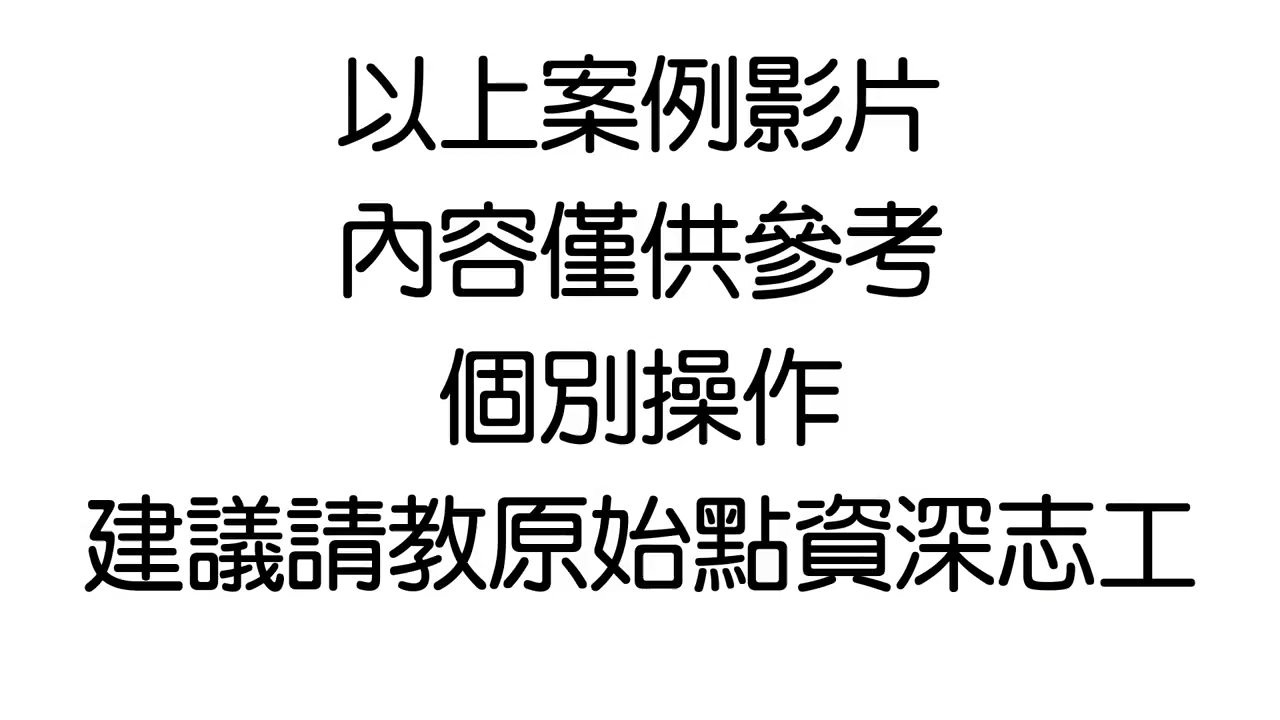 以上案例影片
內容僅供參考
個別操作
建議請教原始點資深志工